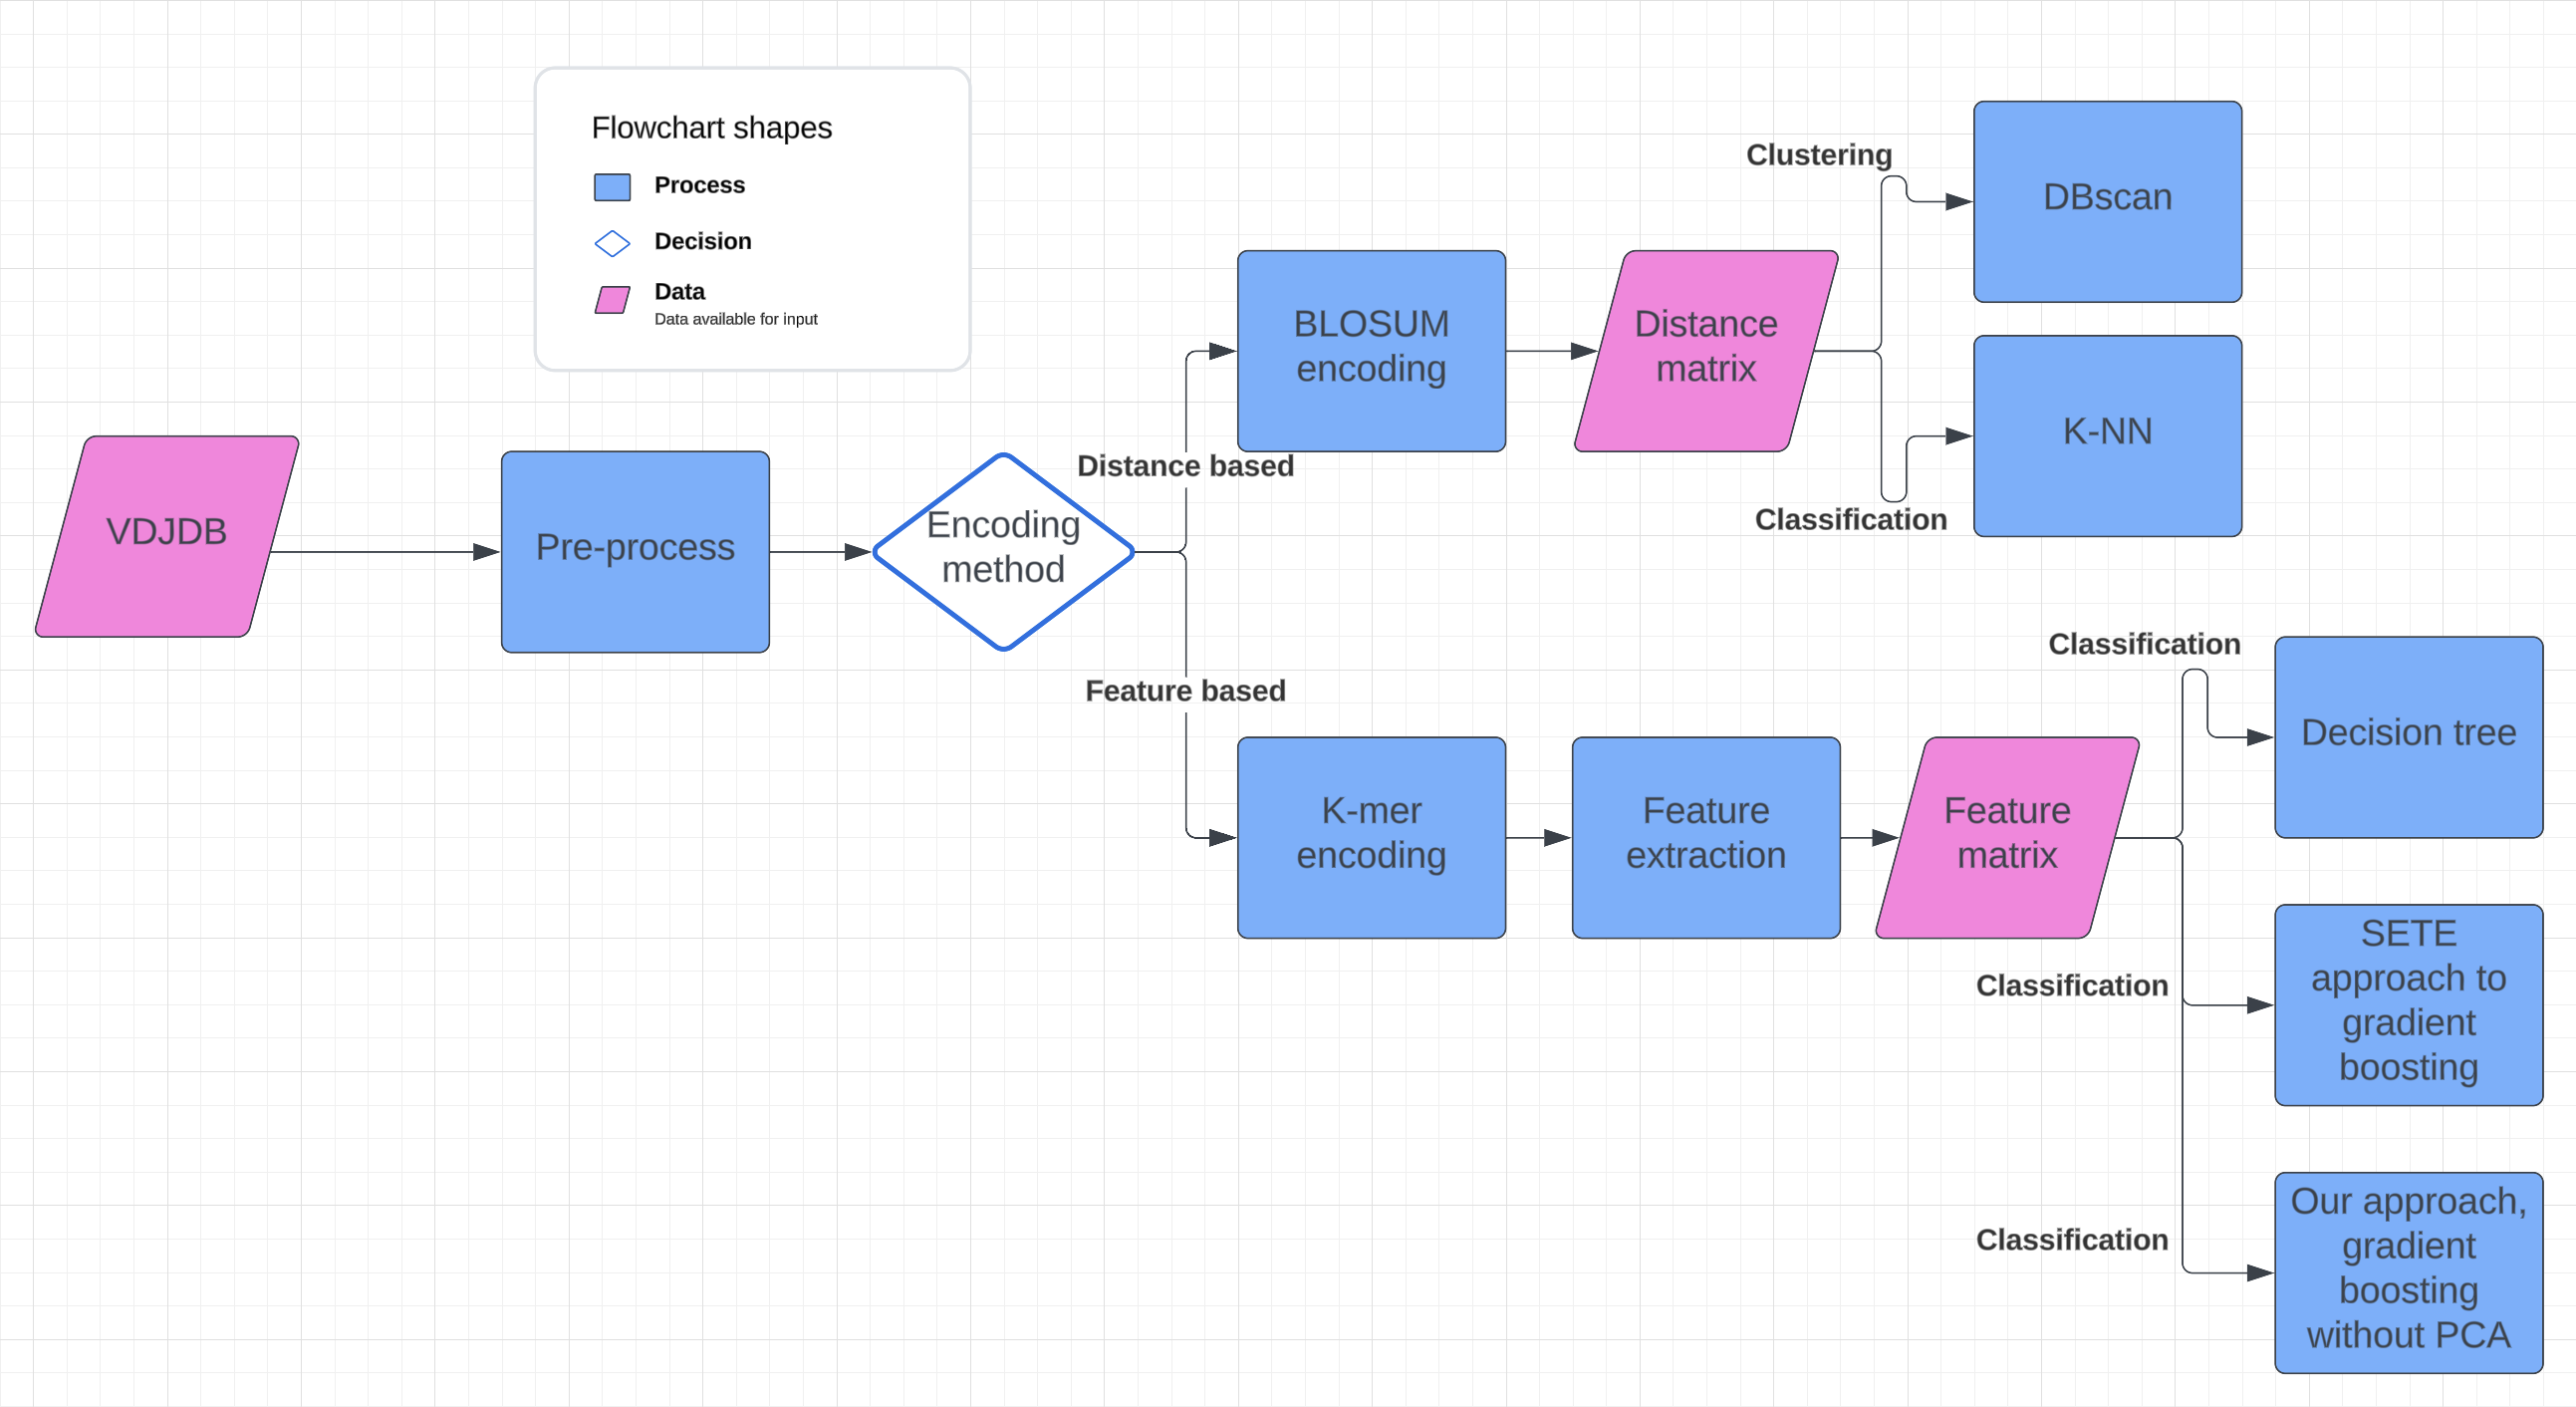 Flowchart shapes
Process
Decision
Data
Data available for input
VDJDB
Pre-process
Encoding
method
Distance based
BLOSUM
encoding
Distance
matrix
Clustering
DBscan
Classification
K-NN
Feature based
K-mer
encoding
Feature
extraction
Feature
matrix
Classification
Decision tree
Classification
SETE
approach to
gradient
boosting
Classification
Our approach,
gradient
boosting
without PCA